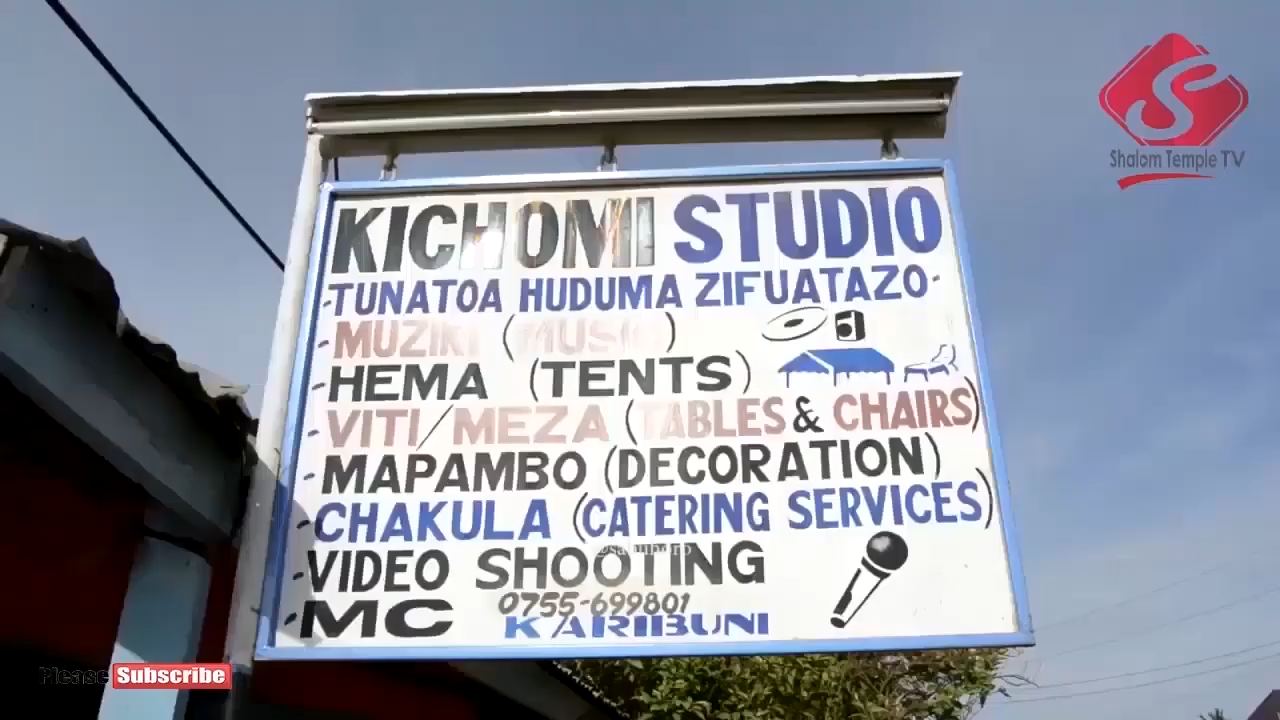 Shalom Temple TV
KICHOMI STUDIO
-TUNATOA HUDUMA ZIFUATAZO-
-MUZIKI (MUSIC)
-HEMA (TENTS)
-VITI/MEZA (TABLES & CHAIRS)
-MAPAMBO (DECORATION)
-CHAKULA (CATERING SERVICES)
-VIDEO SHOOTING
-MC 0755-699801
KARIBUNI
Please Subscribe